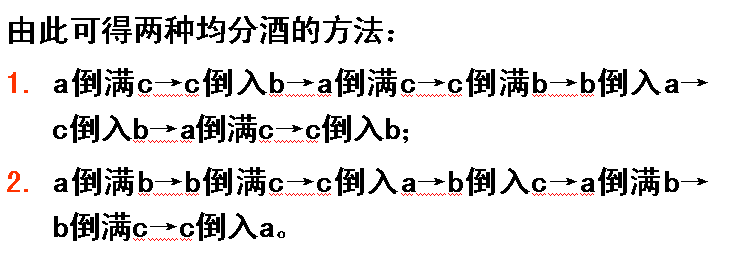 由此可得两种均分酒的方法：
1. a倒满c→c倒入b→a倒满c→c倒满b→b倒入a→
c倒入b→a倒满c→c倒入b；
2. a倒满b→b倒满c→c倒入a→b倒入c→a倒满b→
b倒满c→c倒入a。